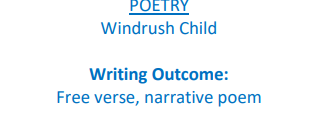 POETRY
Windrush Child
Writing Outcome:
Free verse, narrative poem